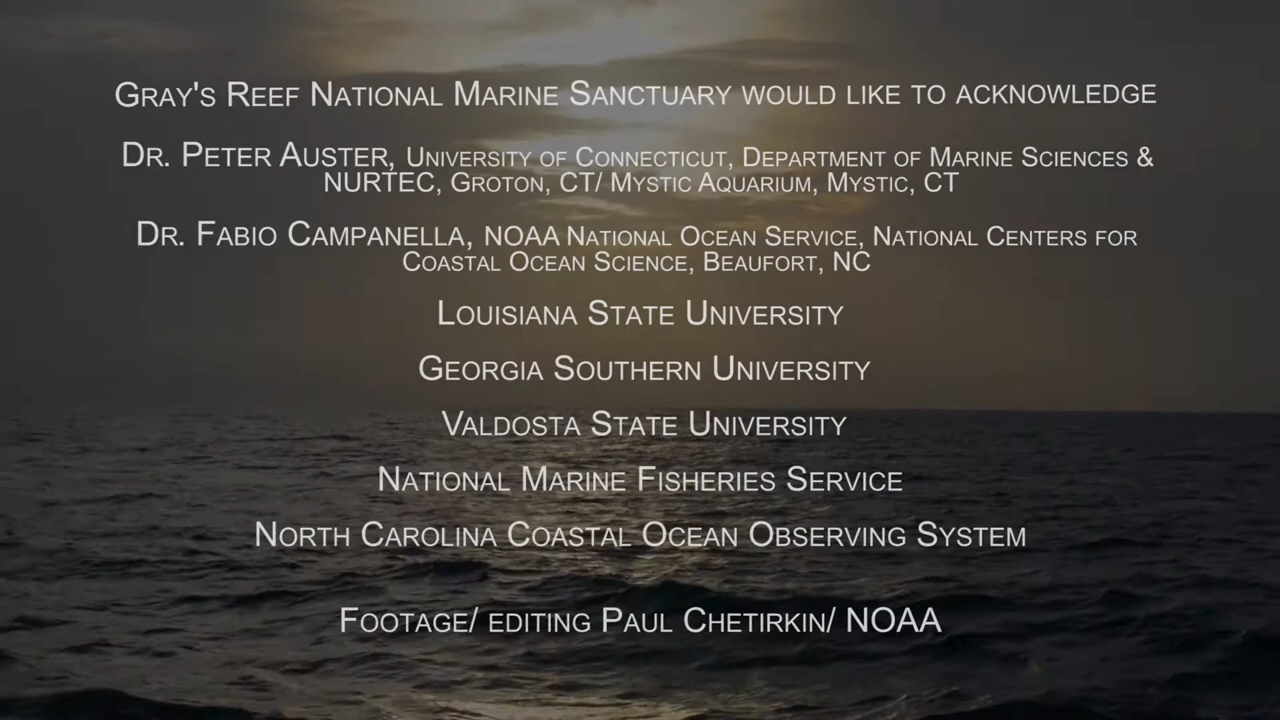 Gray's Reef National Marine Sanctuary would like to acknowledge
Dr. Peter Auster, University of Connecticut, Department of Marine Sciences &
NURTEC, Groton, CT/ Mystic Aquarium, Mystic, CT
Dr. Fabio Campanella, NOAA National Ocean Service, National Centers for
Coastal Ocean Science, Beaufort, NC
Louisiana State University
Georgia Southern University
Valdosta State University
National Marine Fisheries Service
North Carolina Coastal Ocean Observing System
Footage/ editing Paul Chetirkin/ NOAA